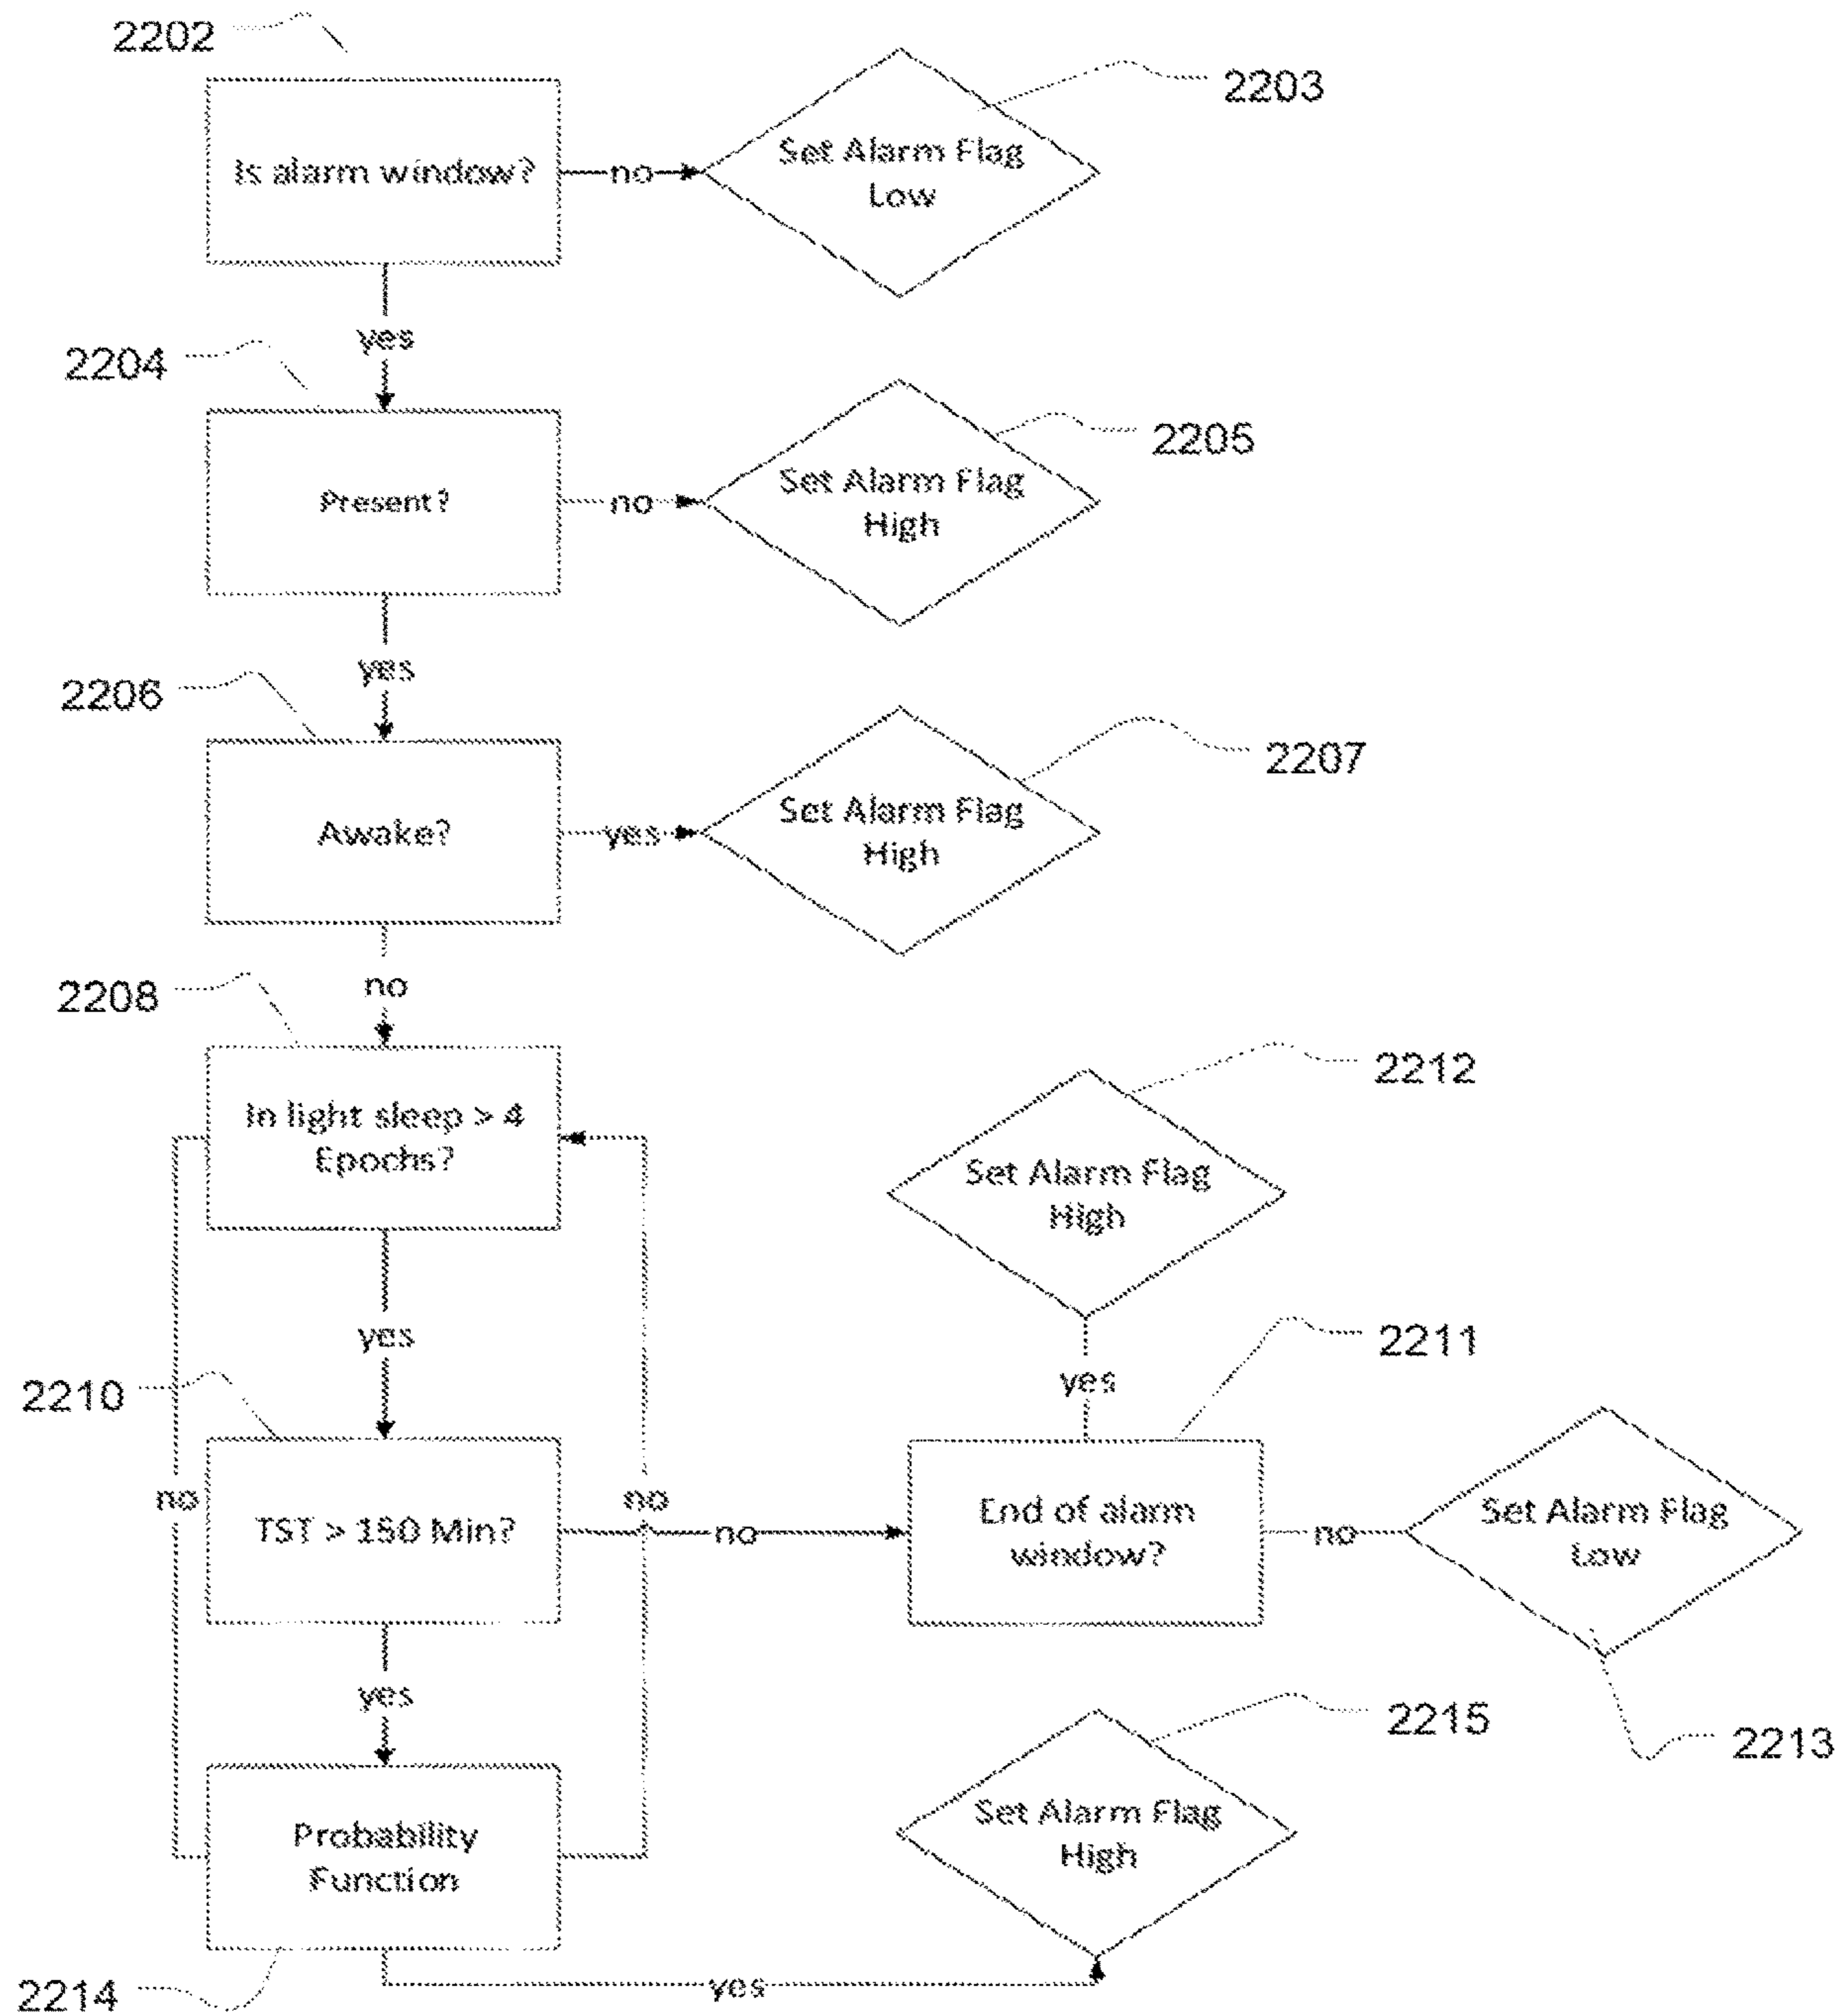 2202
2203
Is alarm window?
no
Set Alarm Flag
Low
yes
2204
2205
Present?
no
Set Alarm Flag
High
yes
2206
2207
Awake?
yes
Set Alarm Flag
High
no
2208
2212
In light sleep > 4
Epochs?
Set Alarm Flag
High
yes
2211
2210
yes
no
no
TST > 150 Min?
no
End of alarm
window?
no
Set Alarm Flag
Low
yes
2215
2213
Probability
Function
Set Alarm Flag
High
2214
yes